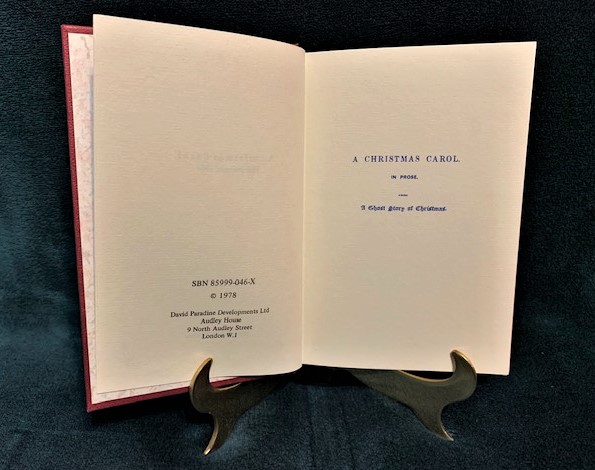 SBN 85999-046-X
© 1978
David Paradine Developments Ltd
Audley House
9 North Audley Street
London W.1
A CHRISTMAS CAROL.
IN PROSE.
A Ghost Story of Christmas.